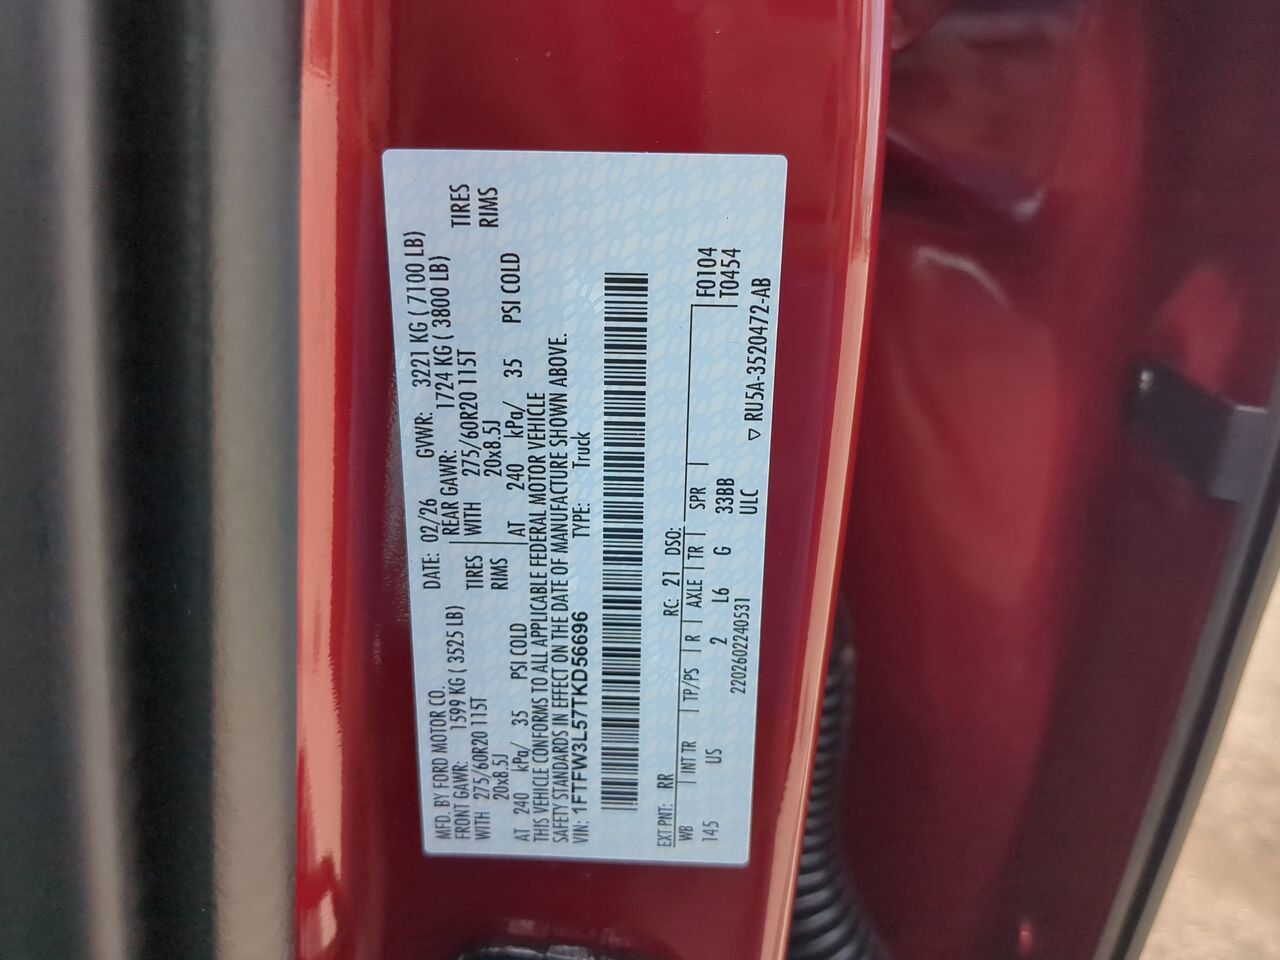 MFD. BY FORD MOTOR CO.
DATE: 02/26 GVWR: 3221 KG ( 7100 LB)
FRONT GAWR: 1599 KG ( 3525 LB)
REAR GAWR: 1724 KG ( 3800 LB)
WITH 275/60R20 115T TIRES
WITH 275/60R20 115T TIRES
20x8.5J RIMS
20x8.5J RIMS
AT 240 kPa/ 35 PSI COLD
AT 240 kPa/ 35 PSI COLD
THIS VEHICLE CONFORMS TO ALL APPLICABLE FEDERAL MOTOR VEHICLE
SAFETY STANDARDS IN EFFECT ON THE DATE OF MANUFACTURE SHOWN ABOVE.
VIN: 1FTFW3L57TKD56696 TYPE: Truck
EXT PNT: RR RC: 21 DSO:
WB INT TR TP/PS R AXLE TR SPR F0104
145 US 2 L6 G 33BB T0454
2202602240531 ULC ▽ RU5A-3520472-AB